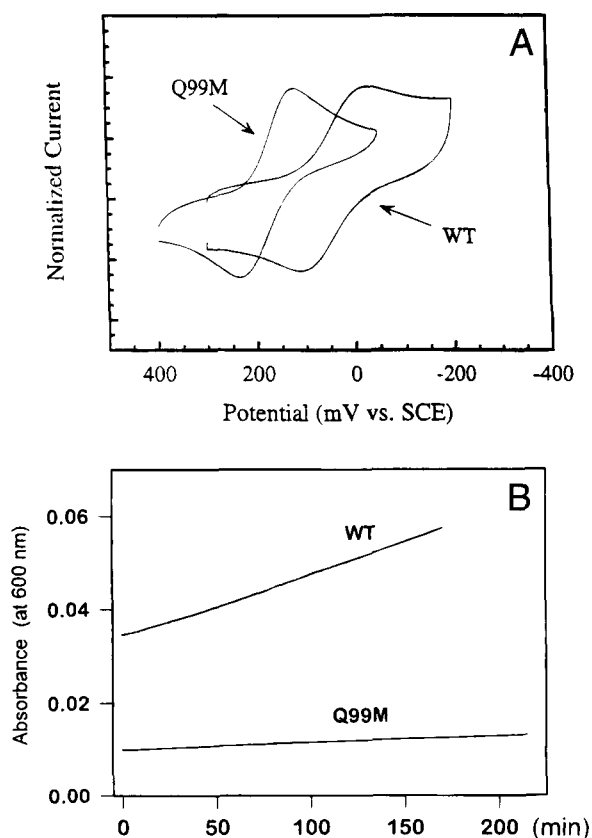 A
Q99M
WT
Normalized Current
400 200 0 -200 -400
Potential (mV vs. SCE)
B
0.06
WT
0.04
0.02
Q99M
0.00
Absorbance (at 600 nm)
0 50 100 150 200 (min)